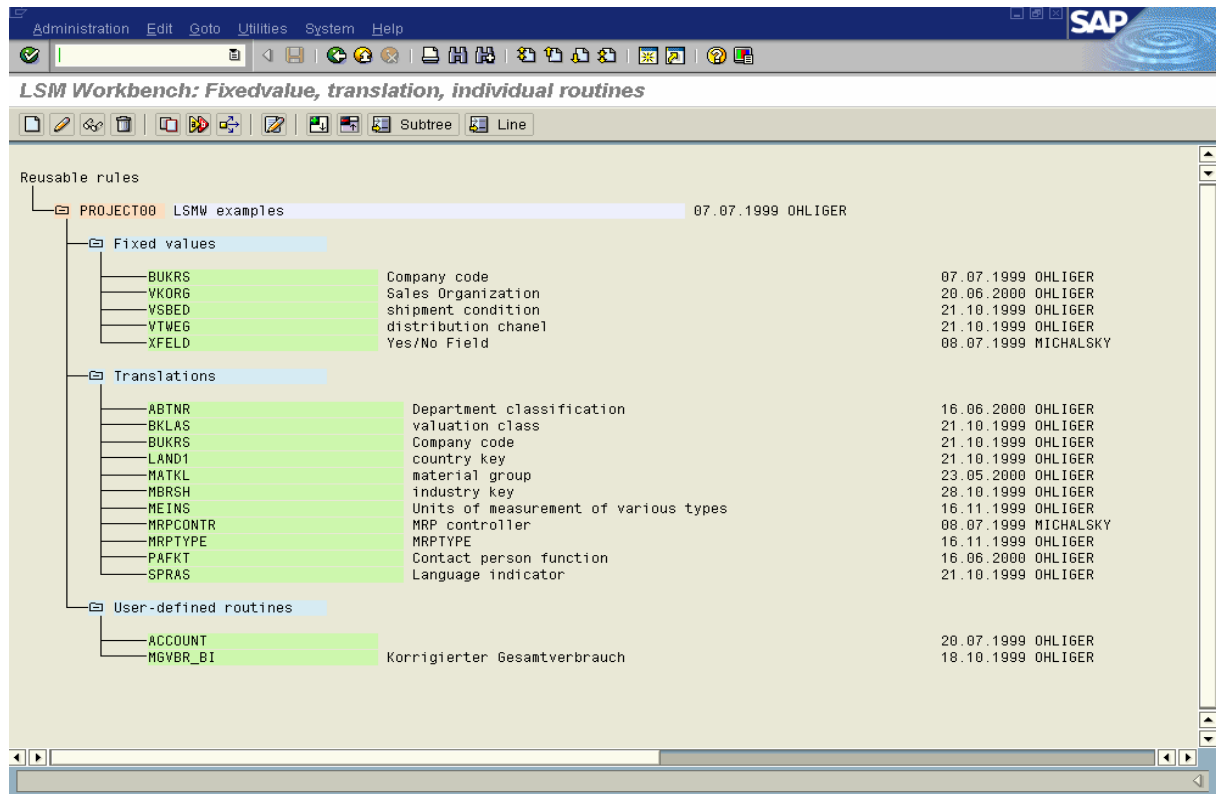 Administration Edit Goto Utilities System Help
SAP
LSM Workbench: Fixedvalue, translation, individual routines
Subtree Line
Reusable rules
PROJECT00 LSMW examples 07.07.1999 OHLIGER
Fixed values
BUKRS Company code 07.07.1999 OHLIGER
VKORG Sales Organization 20.06.2000 OHLIGER
VSBED shipment condition 21.10.1999 OHLIGER
VTWEG distribution chanel 21.10.1999 OHLIGER
XFELD Yes/No Field 08.07.1999 MICHALSKY
Translations
ABTNR Department classification 16.06.2000 OHLIGER
BKLAS valuation class 21.10.1999 OHLIGER
BUKRS Company code 21.10.1999 OHLIGER
LAND1 country key 21.10.1999 OHLIGER
MATKL material group 23.05.2000 OHLIGER
MBRSH industry key 28.10.1999 OHLIGER
MEINS Units of measurement of various types 16.11.1999 OHLIGER
MRPCONTR MRP controller 08.07.1999 MICHALSKY
MRPTYPE MRPTYPE 16.11.1999 OHLIGER
PAFKT Contact person function 16.06.2000 OHLIGER
SPRAS Language indicator 21.10.1999 OHLIGER
User-defined routines
ACCOUNT 20.07.1999 OHLIGER
MGVBR_BI Korrigierter Gesamtverbrauch 18.10.1999 OHLIGER